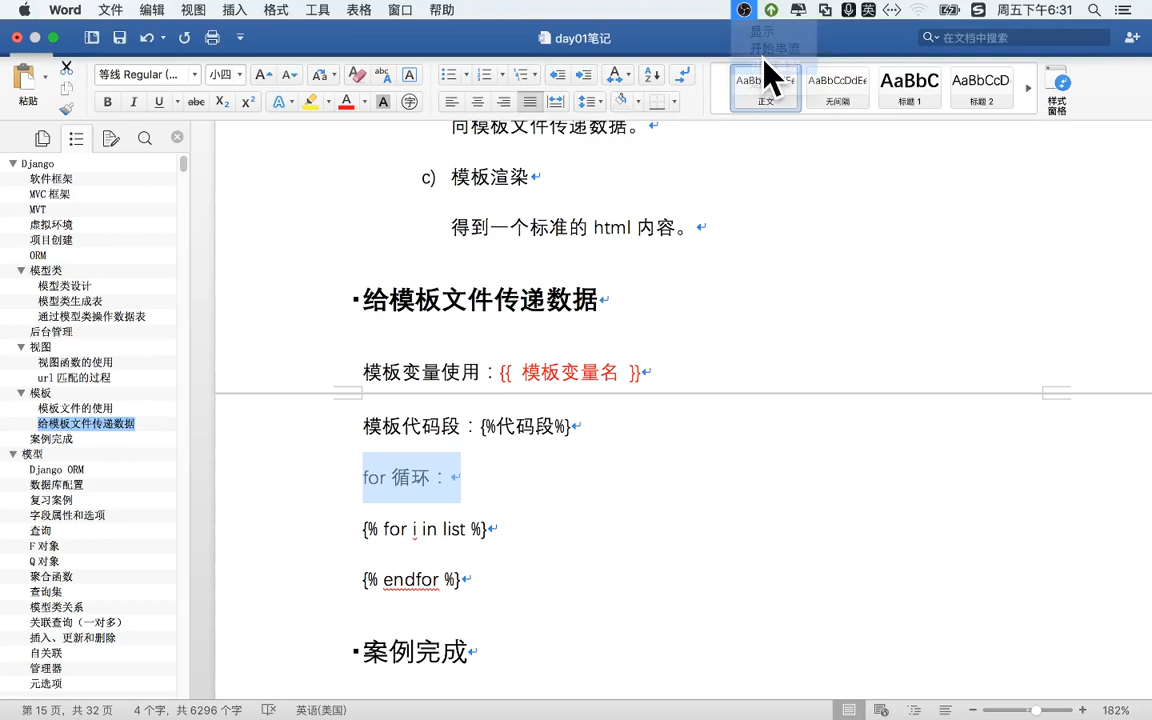 Word 文件 编辑 视图 插入 格式 工具 表格 窗口 帮助 英 周五下午6:31
显示
开始串流
day01笔记
在文档中搜索
粘贴
等线 Regular (... 小四
正文
AaBbCcDdEe
无间隔
AaBbC
标题 1
AaBbCcD
标题 2
样式
窗格
Django
软件框架
MVC 框架
MVT
虚拟环境
项目创建
ORM
模型类
模型类设计
模型类生成表
通过模型类操作数据表
后台管理
视图
视图函数的使用
url 匹配的过程
模板
模板文件的使用
给模板文件传递数据
案例完成
模型
Django ORM
数据库配置
复习案例
字段属性和选项
查询
F 对象
Q 对象
聚合函数
查询集
模型类关系
关联查询（一对多）
插入、更新和删除
自关联
管理器
元选项
向模板文件传递数据。
c) 模板渲染
得到一个标准的 html 内容。
给模板文件传递数据
模板变量使用：{{ 模板变量名 }}
模板代码段：{%代码段%}
for 循环：
{% for i in list %}
{% endfor %}
案例完成
第 15 页，共 32 页 4 个字，共 6296 个字 英语(美国) 182%